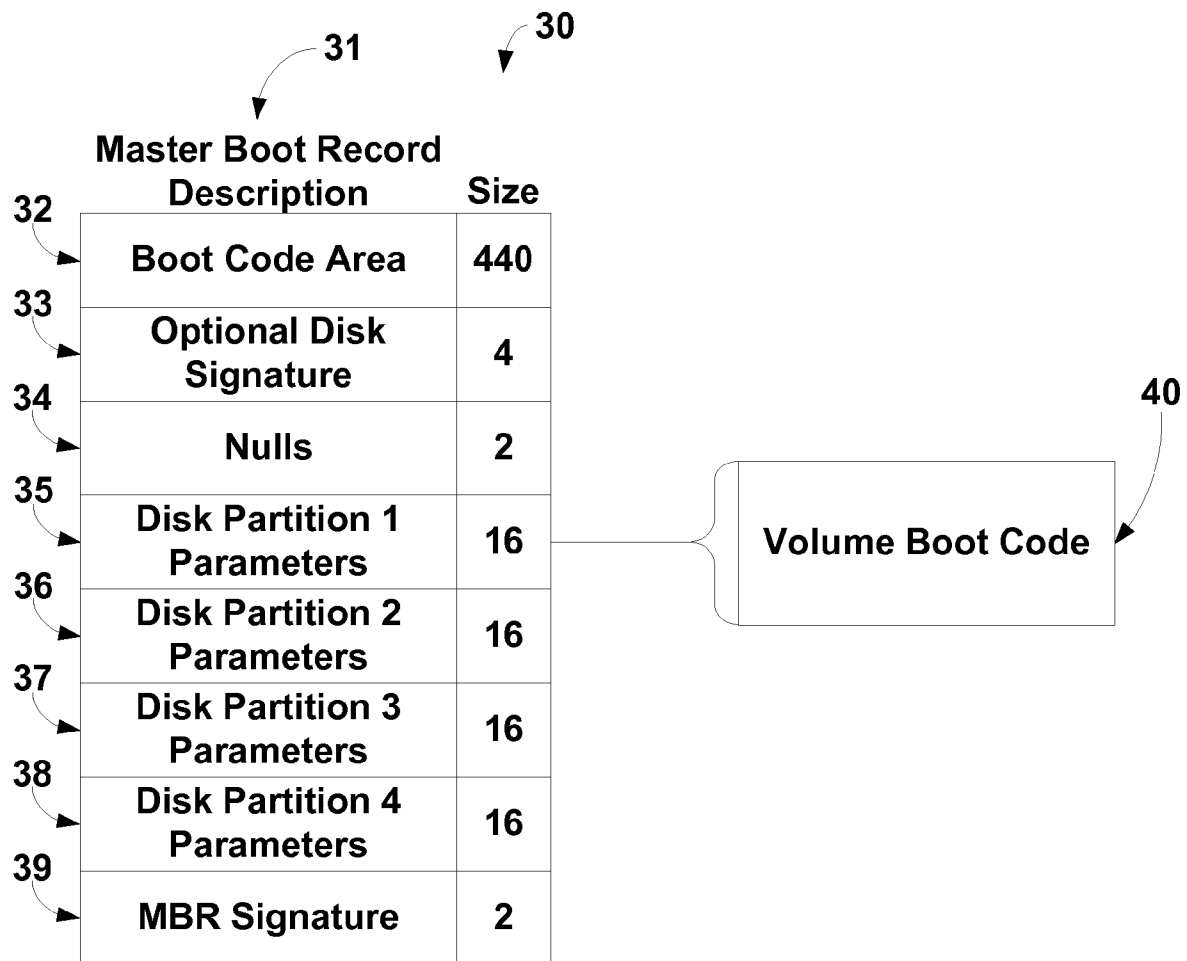 30
31
Master Boot Record
Description
Size
32
Boot Code Area 440
33
Optional Disk
Signature
4
34
Nulls 2
40
35
Disk Partition 1
Parameters
16
Volume Boot Code
36
Disk Partition 2
Parameters
16
37
Disk Partition 3
Parameters
16
38
Disk Partition 4
Parameters
16
39
MBR Signature 2